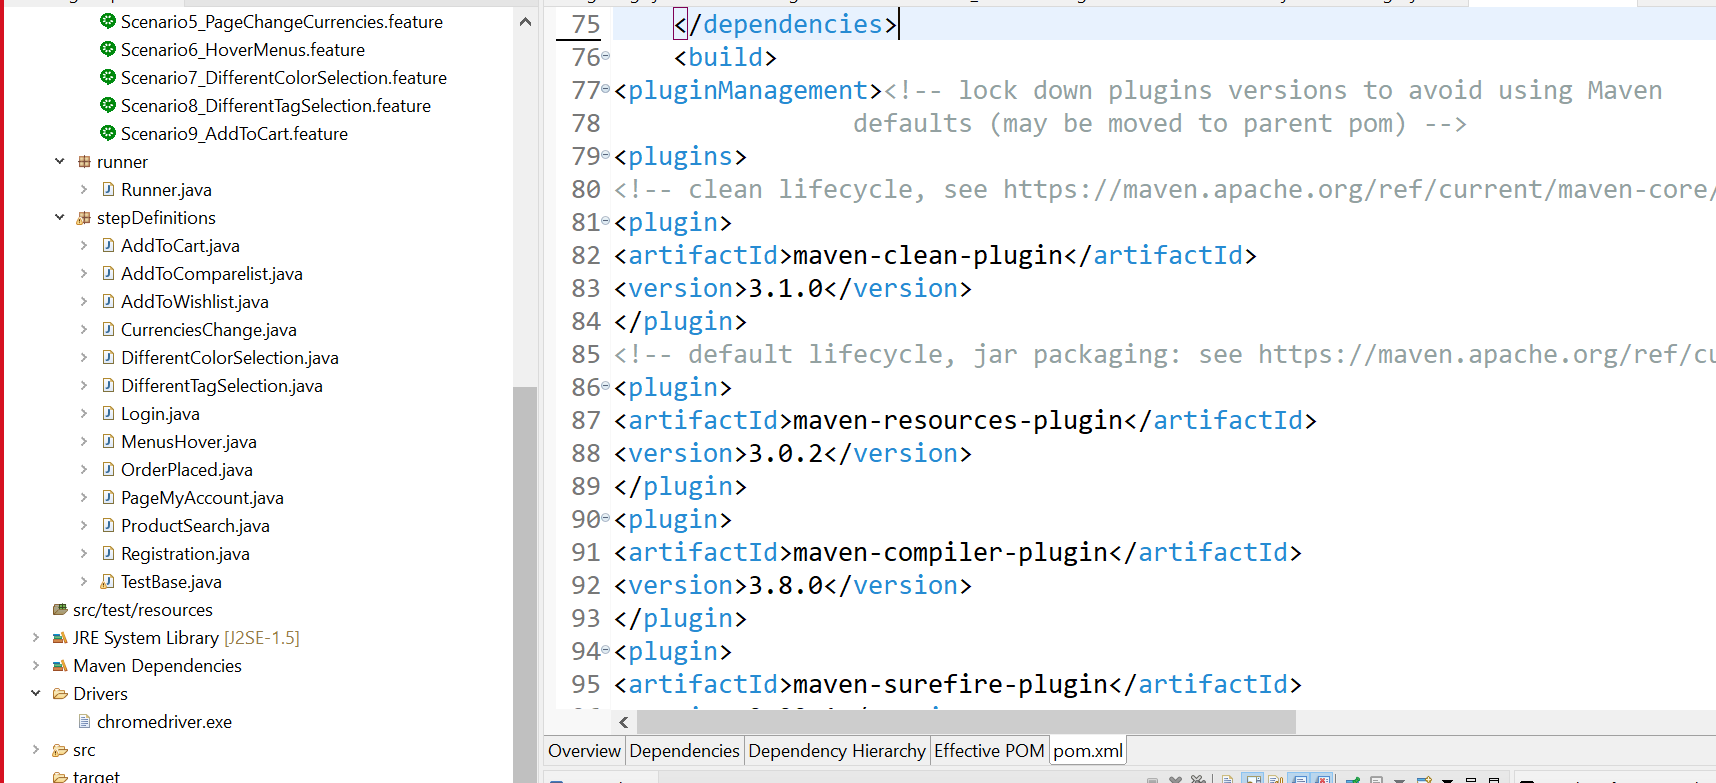 Scenario5_PageChangeCurrencies.feature
Scenario6_HoverMenus.feature
Scenario7_DifferentColorSelection.feature
Scenario8_DifferentTagSelection.feature
Scenario9_AddToCart.feature
runner
Runner.java
stepDefinitions
AddToCart.java
AddToComparelist.java
AddToWishlist.java
CurrenciesChange.java
DifferentColorSelection.java
DifferentTagSelection.java
Login.java
MenusHover.java
OrderPlaced.java
PageMyAccount.java
ProductSearch.java
Registration.java
TestBase.java
src/test/resources
JRE System Library [J2SE-1.5]
Maven Dependencies
Drivers
chromedriver.exe
src
target
75 </dependencies>
76 <build>
77 <pluginManagement><!-- lock down plugins versions to avoid using Maven
78 defaults (may be moved to parent pom) -->
79 <plugins>
80 <!-- clean lifecycle, see https://maven.apache.org/ref/current/maven-core/
81 <plugin>
82 <artifactId>maven-clean-plugin</artifactId>
83 <version>3.1.0</version>
84 </plugin>
85 <!-- default lifecycle, jar packaging: see https://maven.apache.org/ref/cu
86 <plugin>
87 <artifactId>maven-resources-plugin</artifactId>
88 <version>3.0.2</version>
89 </plugin>
90 <plugin>
91 <artifactId>maven-compiler-plugin</artifactId>
92 <version>3.8.0</version>
93 </plugin>
94 <plugin>
95 <artifactId>maven-surefire-plugin</artifactId>
Overview Dependencies Dependency Hierarchy Effective POM pom.xml